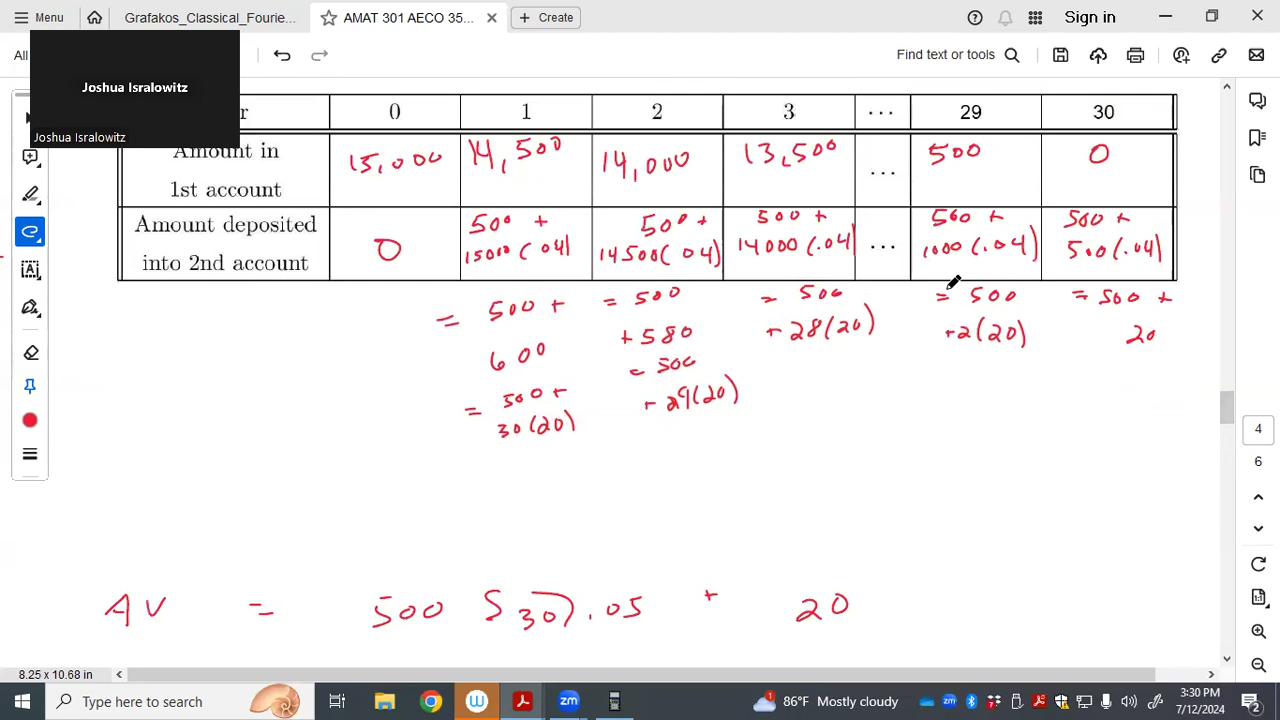 Menu Grafakos_Classical_Fourie... AMAT 301 AECO 35... Create Sign in
All Find text or tools
Joshua Isralowitz
Joshua Isralowitz
r 0 1 2 3 ... 29 30
Amount in 1st account 15,000 14,500 14,000 13,500 ... 500 0
Amount deposited into 2nd account 0 500 + 15000(.04) 500 + 14500(.04) 500 + 14000(.04) ... 500 + 1000(.04) 500 + 500(.04)
= 500 + 600 = 500 + 580 = 500 + 28(20) = 500 + 2(20) = 500 + 20
= 500 + 30(20) = 500 + 29(20)
AV = 500 S30).05 + 20
4
6
8.25 x 10.68 in
Type here to search 86°F Mostly cloudy 3:30 PM
7/12/2024 2